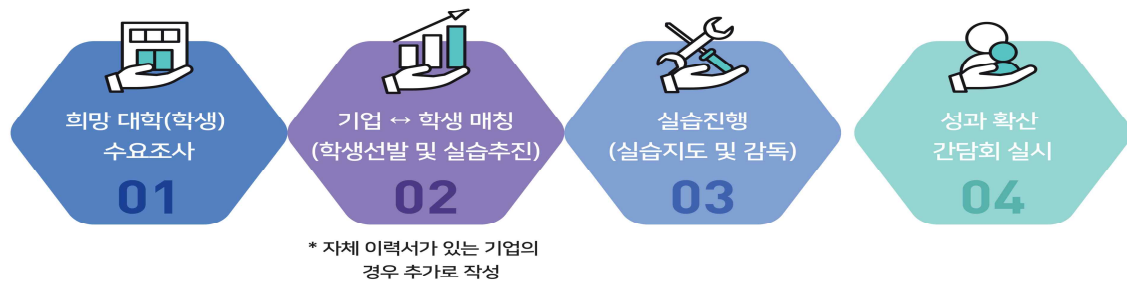 희망 대학(학생)
수요조사
01
기업 ↔ 학생 매칭
(학생선발 및 실습추진)
02
* 자체 이력서가 있는 기업의
경우 추가로 작성
실습진행
(실습지도 및 감독)
03
성과 확산
간담회 실시
04